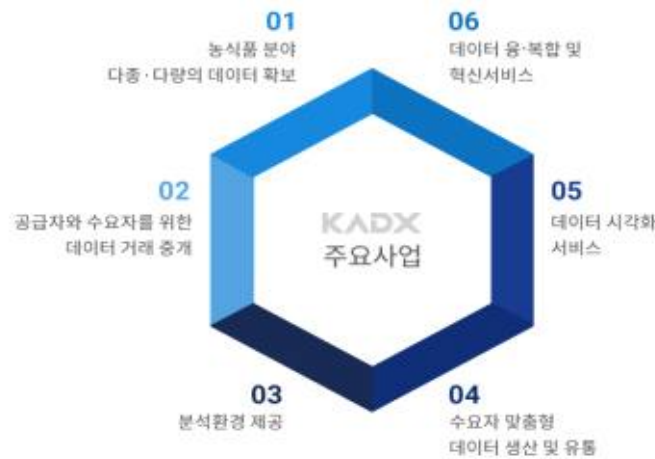 01
농식품 분야
다종·다량의 데이터 확보
06
데이터 융·복합 및
혁신서비스
02
공급자와 수요자를 위한
데이터 거래 중개
KADX
주요사업
05
데이터 시각화
서비스
03
분석환경 제공
04
수요자 맞춤형
데이터 생산 및 유통